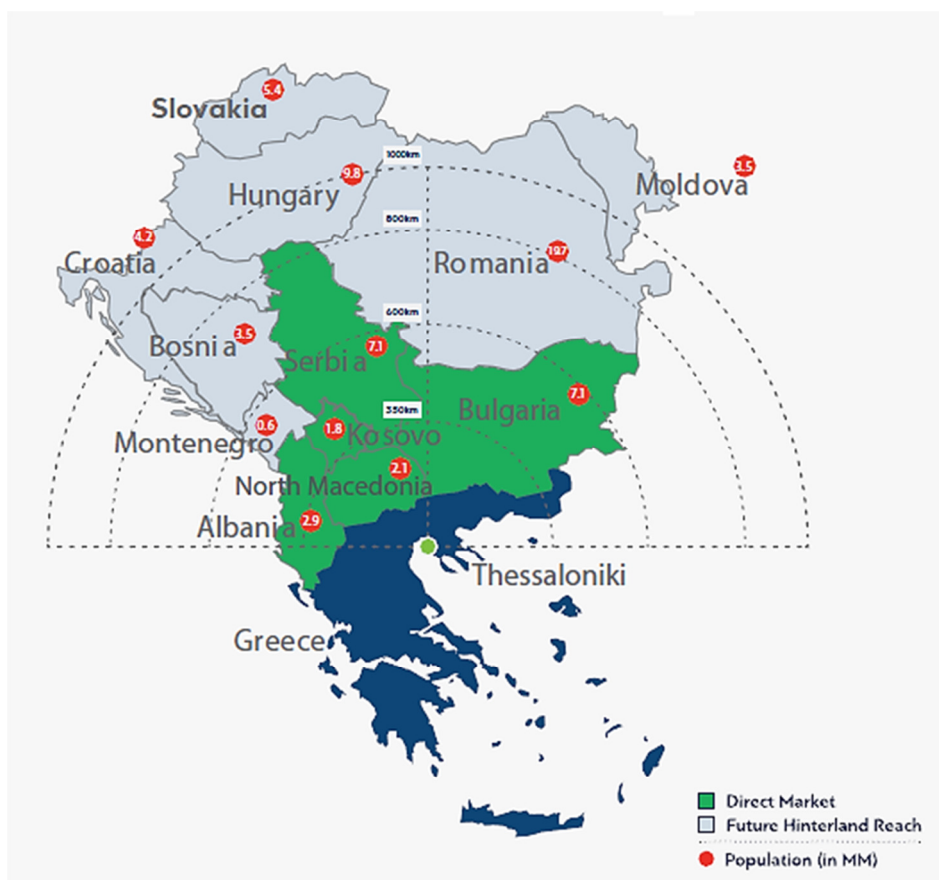 5.4
Slovakia
1000km
3.5
9.8
Moldova
Hungary
800km
4.2
197
Croatia
Romania
600km
3.5
Bosnia
7.1
Serbia
7.1
350km
Bulgaria
0.6
1.8
Kosovo
Montenegro
2.1
North Macedonia
2.9
Albania
Thessaloniki
Greece
Direct Market
Future Hinterland Reach
Population (in MM)